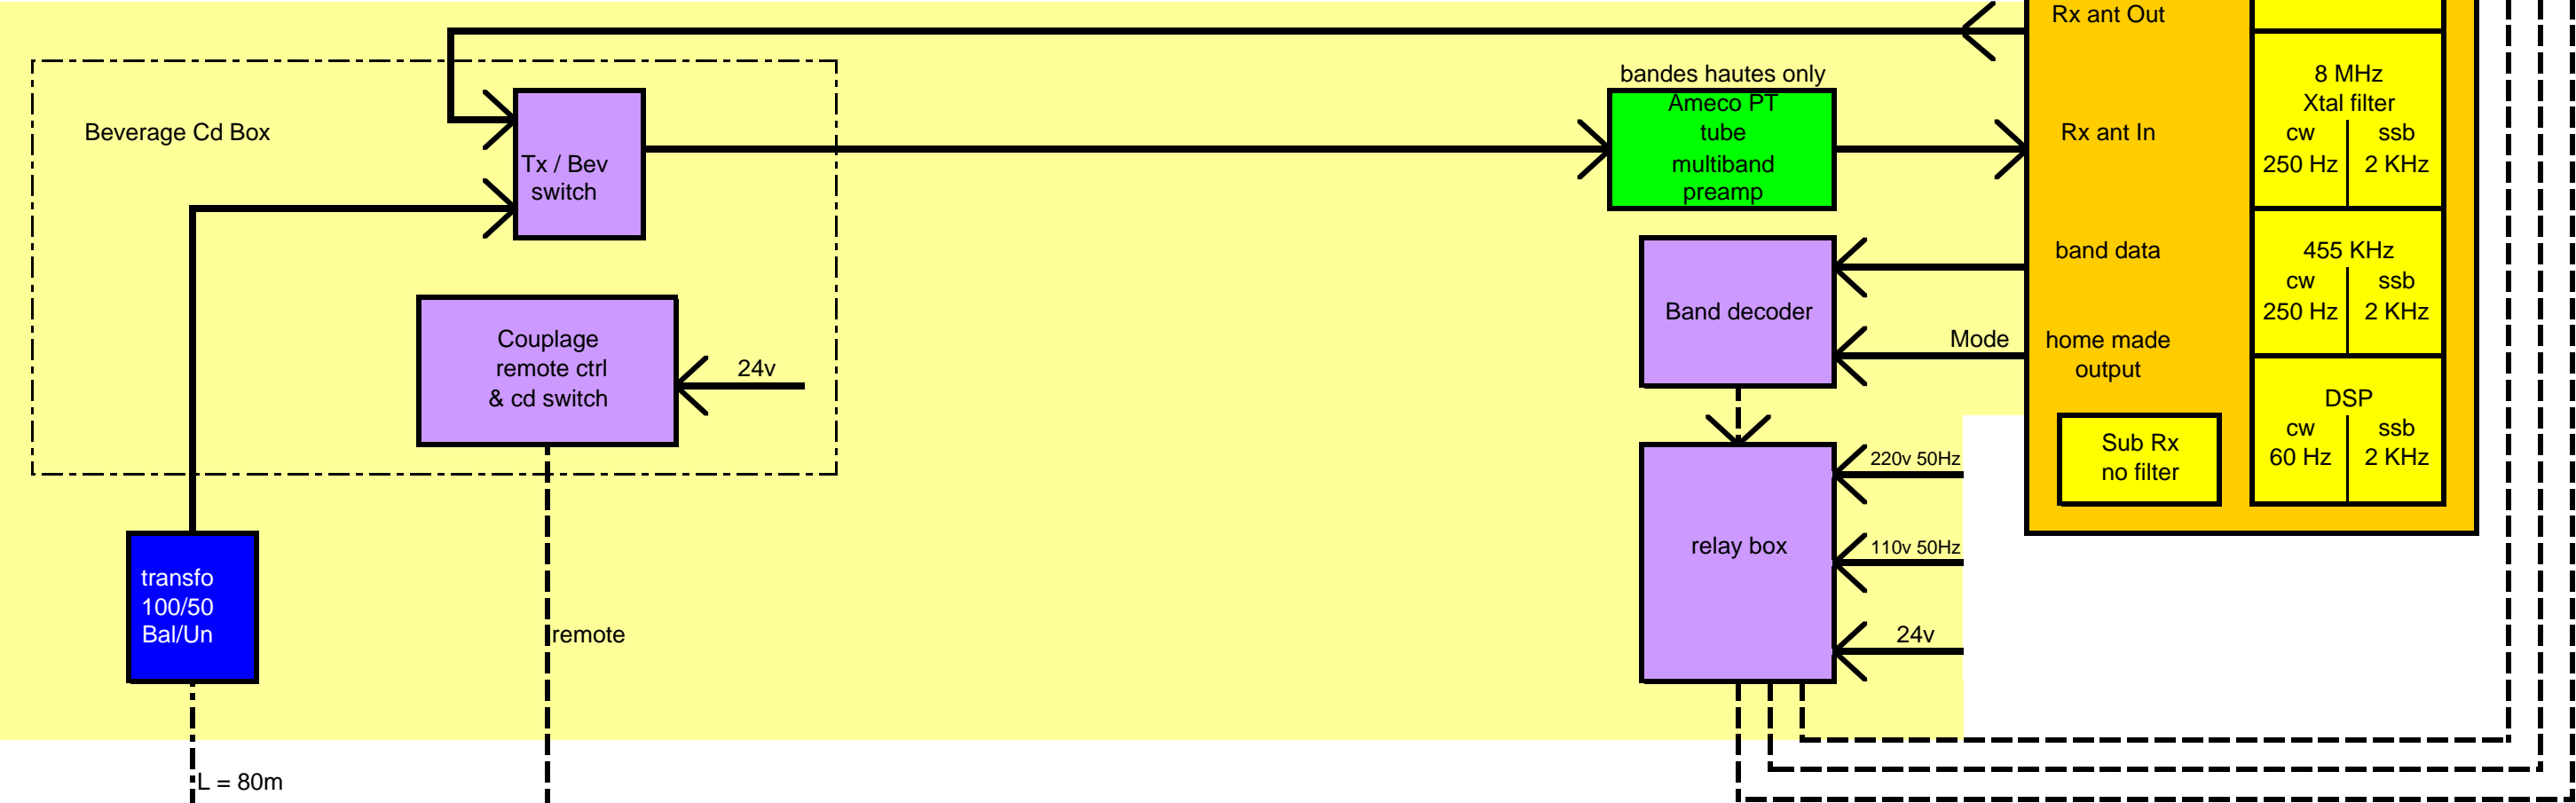 Rx ant Out
bandes hautes only
Ameco PT
tube
multiband
preamp
8 MHz
Xtal filter
cw
ssb
250 Hz
2 KHz
Beverage Cd Box
Rx ant In
Tx / Bev
switch
band data
455 KHz
cw
ssb
250 Hz
2 KHz
Band decoder
Mode
home made
output
Couplage
remote ctrl
& cd switch
24v
DSP
cw
ssb
60 Hz
2 KHz
Sub Rx
no filter
220v 50Hz
relay box
110v 50Hz
24v
transfo
100/50
Bal/Un
remote
L = 80m